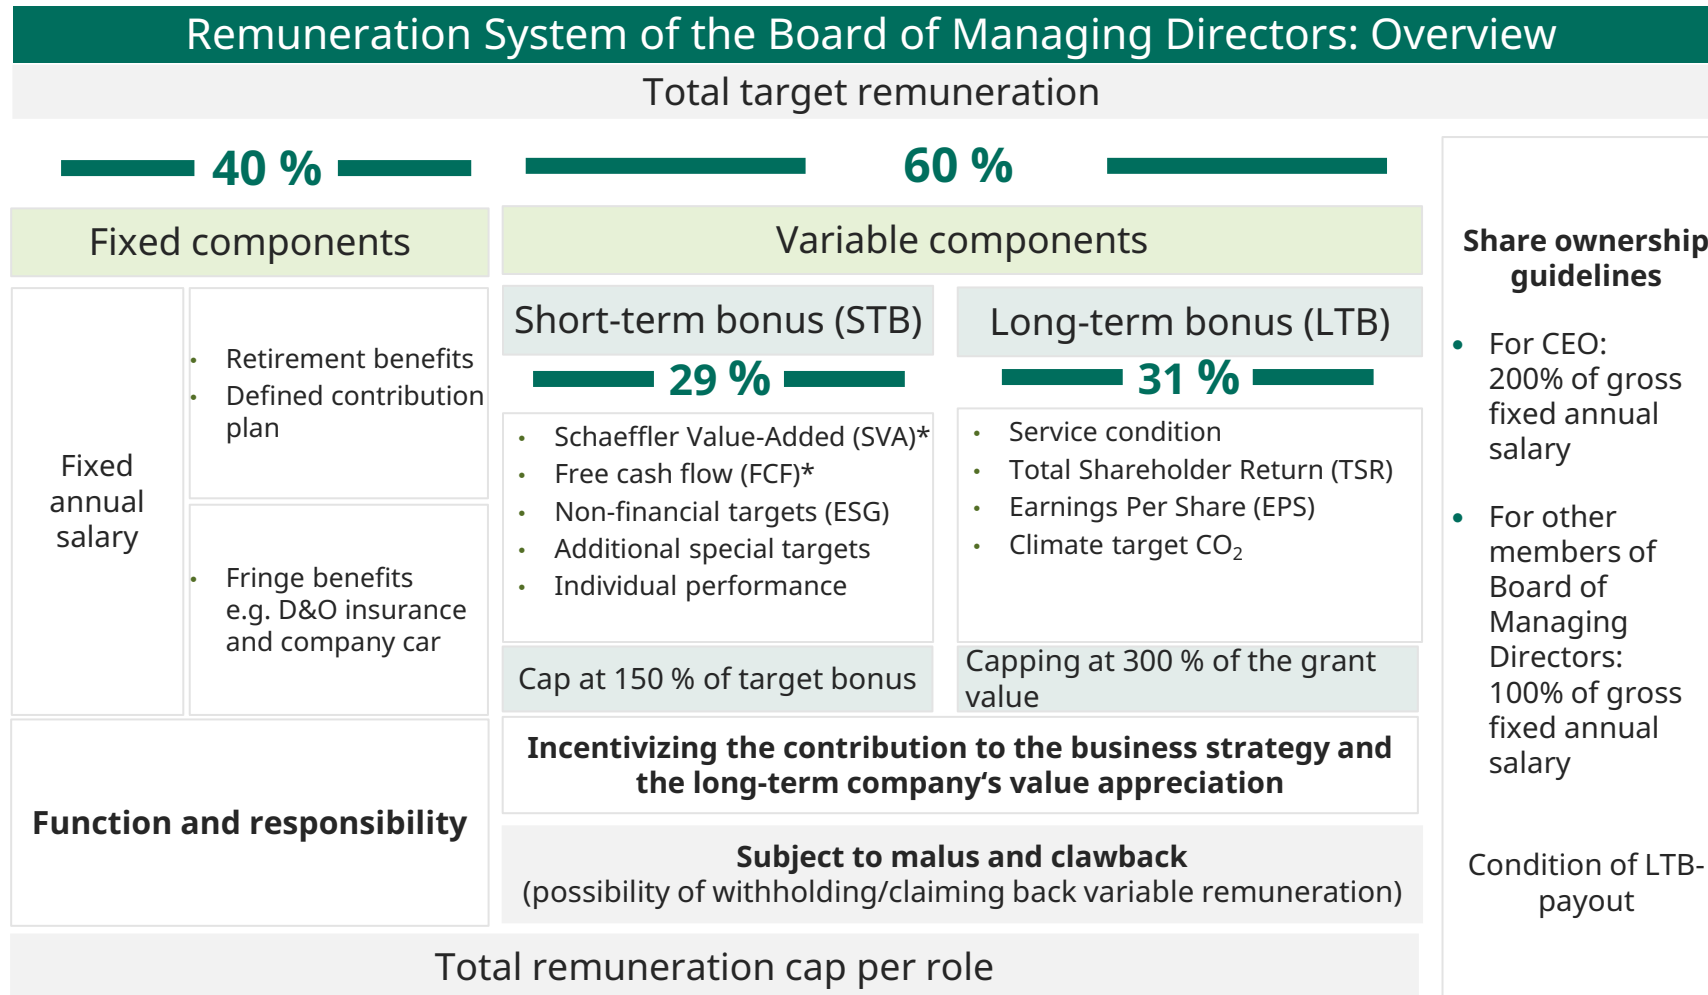 Remuneration System of the Board of Managing Directors: Overview
Total target remuneration
40 %
60 %
Fixed components
Variable components
Fixed
annual
salary
• Retirement benefits
• Defined contribution
plan
• Fringe benefits
e.g. D&O insurance
and company car
Short-term bonus (STB)
29 %
• Schaeffler Value-Added (SVA)*
• Free cash flow (FCF)*
• Non-financial targets (ESG)
• Additional special targets
• Individual performance
Cap at 150 % of target bonus
Long-term bonus (LTB)
31 %
• Service condition
• Total Shareholder Return (TSR)
• Earnings Per Share (EPS)
• Climate target CO₂
Capping at 300 % of the grant
value
Function and responsibility
Incentivizing the contribution to the business strategy and
the long-term company‘s value appreciation
Subject to malus and clawback
(possibility of withholding/claiming back variable remuneration)
Total remuneration cap per role
Share ownership
guidelines
• For CEO:
200% of gross
fixed annual
salary
• For other
members of
Board of
Managing
Directors:
100% of gross
fixed annual
salary
Condition of LTB-
payout